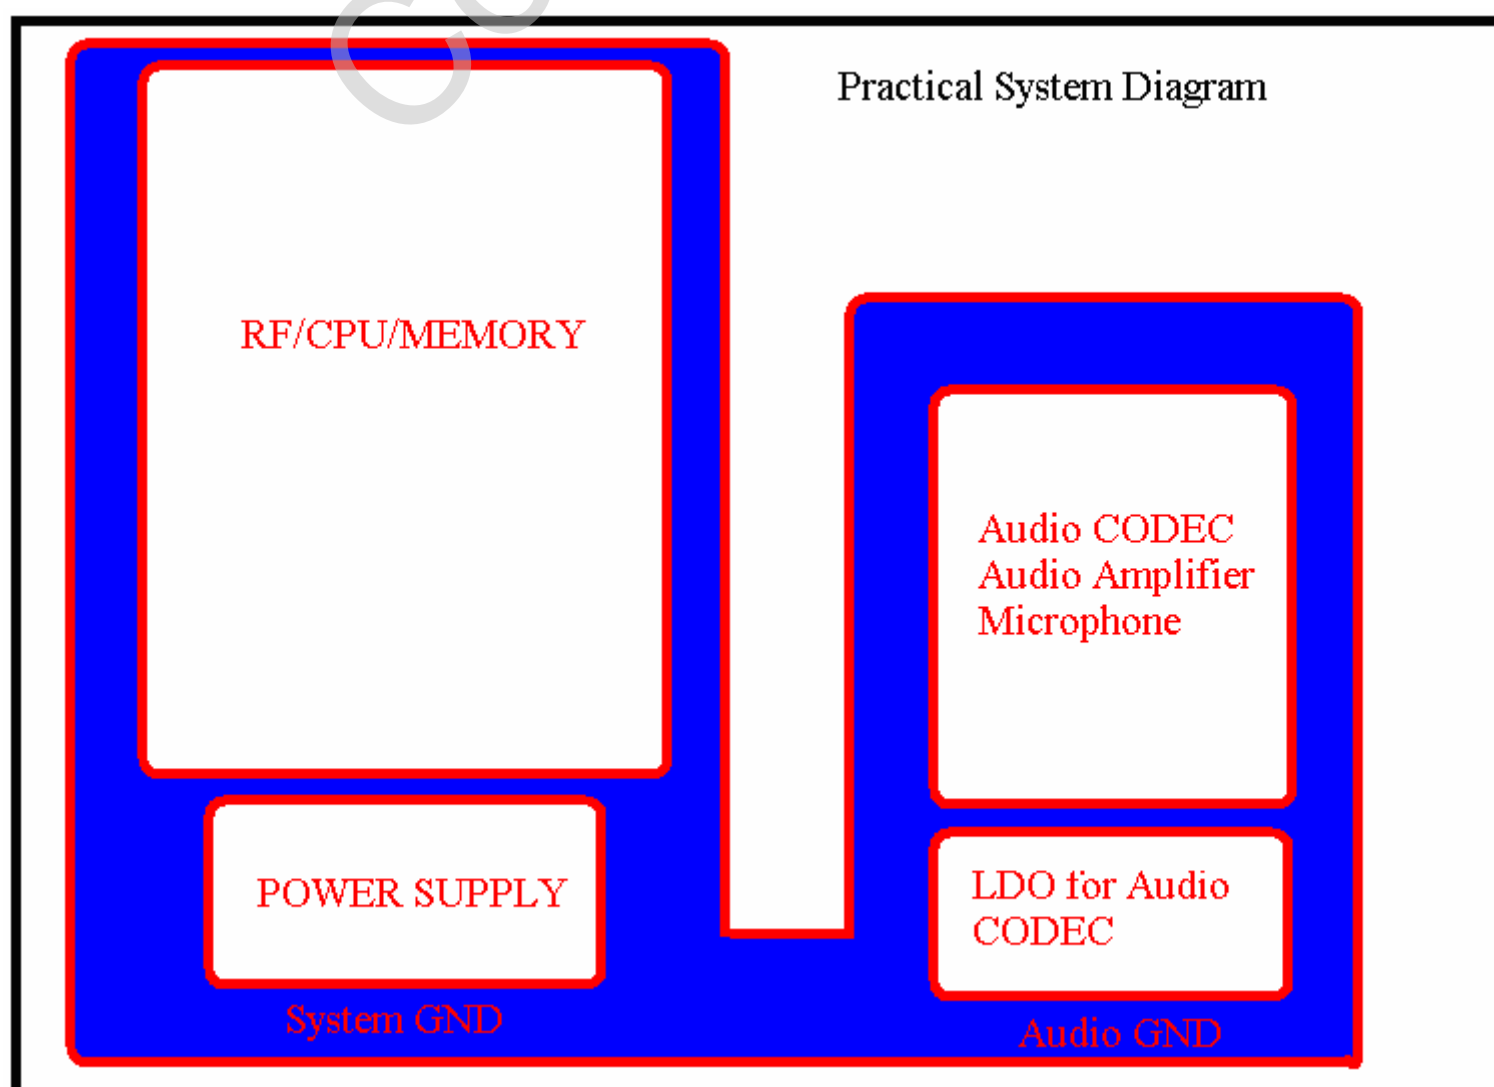 Practical System Diagram
RF/CPU/MEMORY
Audio CODEC
Audio Amplifier
Microphone
POWER SUPPLY
LDO for Audio
CODEC
System GND
Audio GND